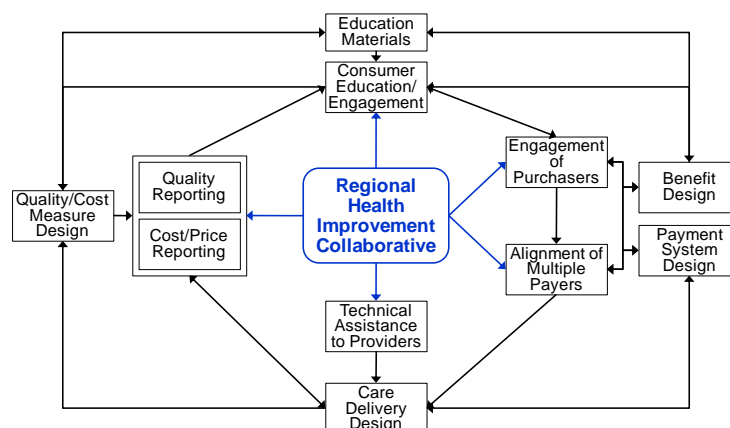 Education
Materials
Consumer
Education/
Engagement
Quality
Reporting
Cost/Price
Reporting
Quality/Cost
Measure
Design
Regional
Health
Improvement
Collaborative
Engagement
of
Purchasers
Benefit
Design
Alignment of
Multiple
Payers
Payment
System
Design
Technical
Assistance
to Providers
Care
Delivery
Design